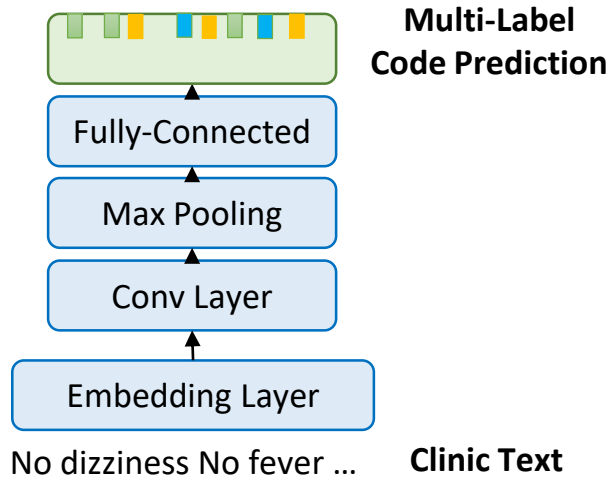 Multi-Label
Code Prediction
Fully-Connected
Max Pooling
Conv Layer
Embedding Layer
No dizziness No fever ...
Clinic Text